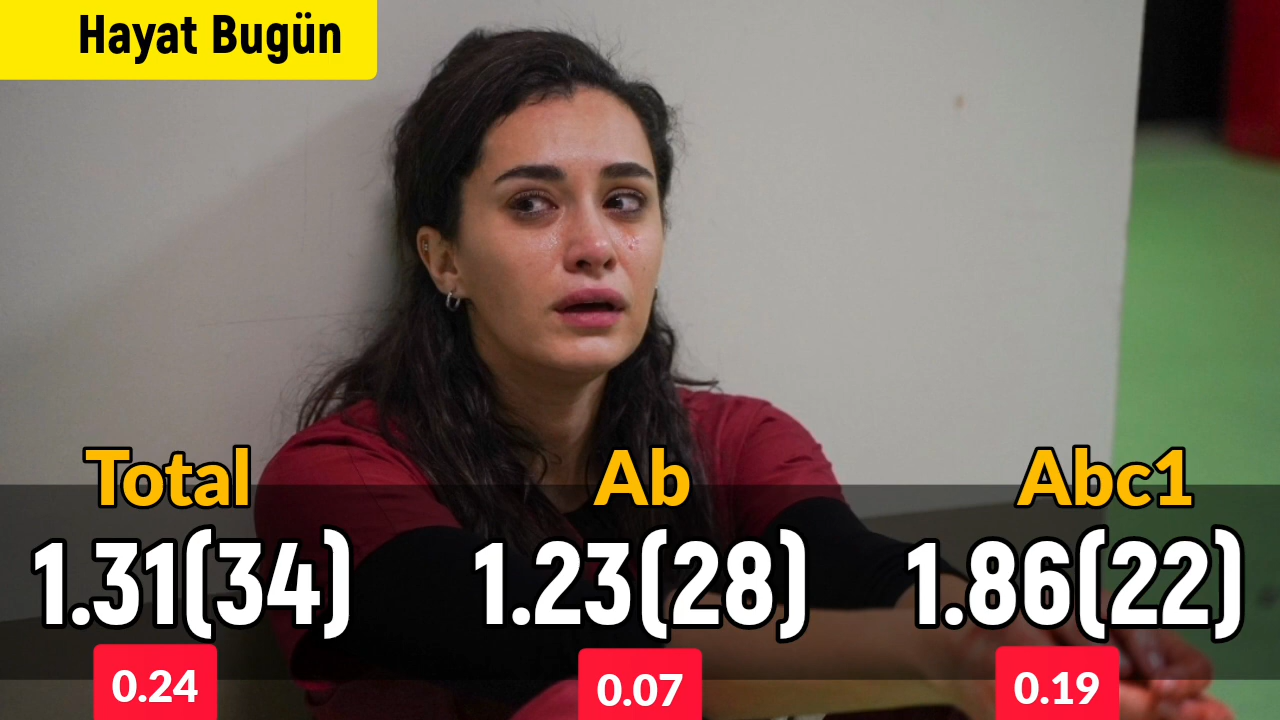 Hayat Bugün
Total Ab Abc1
1.31(34) 1.23(28) 1.86(22)
0.24 0.07 0.19